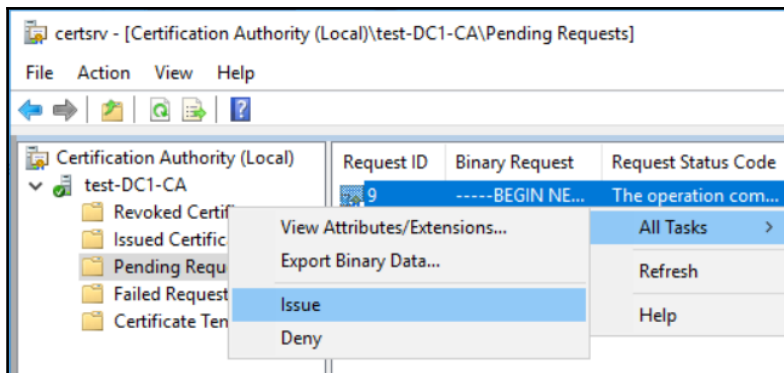 certsrv - [Certification Authority (Local)\test-DC1-CA\Pending Requests]
File Action View Help
Certification Authority (Local)
test-DC1-CA
Revoked Certif
Issued Certific
Pending Requ
Failed Request
Certificate Ten
Request ID Binary Request Request Status Code
9 -----BEGIN NE... The operation com...
View Attributes/Extensions...
Export Binary Data...
Issue
Deny
All Tasks >
Refresh
Help